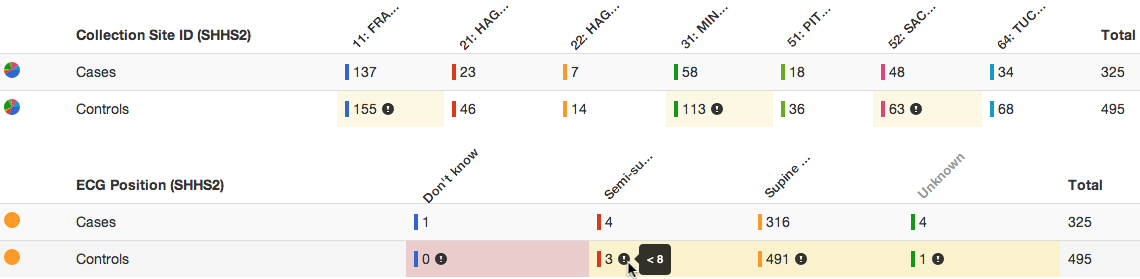 Collection Site ID (SHHS2) 11: FRA... 21: HAG... 22: HAG... 31: MIN... 51: PIT... 52: SAC... 64: TUC... Total
Cases 137 23 7 58 18 48 34 325
Controls 155 46 14 113 36 63 68 495
ECG Position (SHHS2) Don't know Semi-su... Supine ... Unknown Total
Cases 1 4 316 4 325
Controls 0 3 < 8 491 1 495